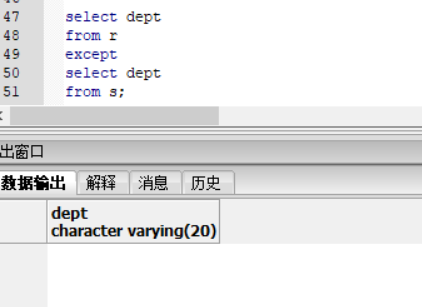 47 select dept
48 from r
49 except
50 select dept
51 from s;
出窗口
数据输出 解释 消息 历史
dept
character varying(20)